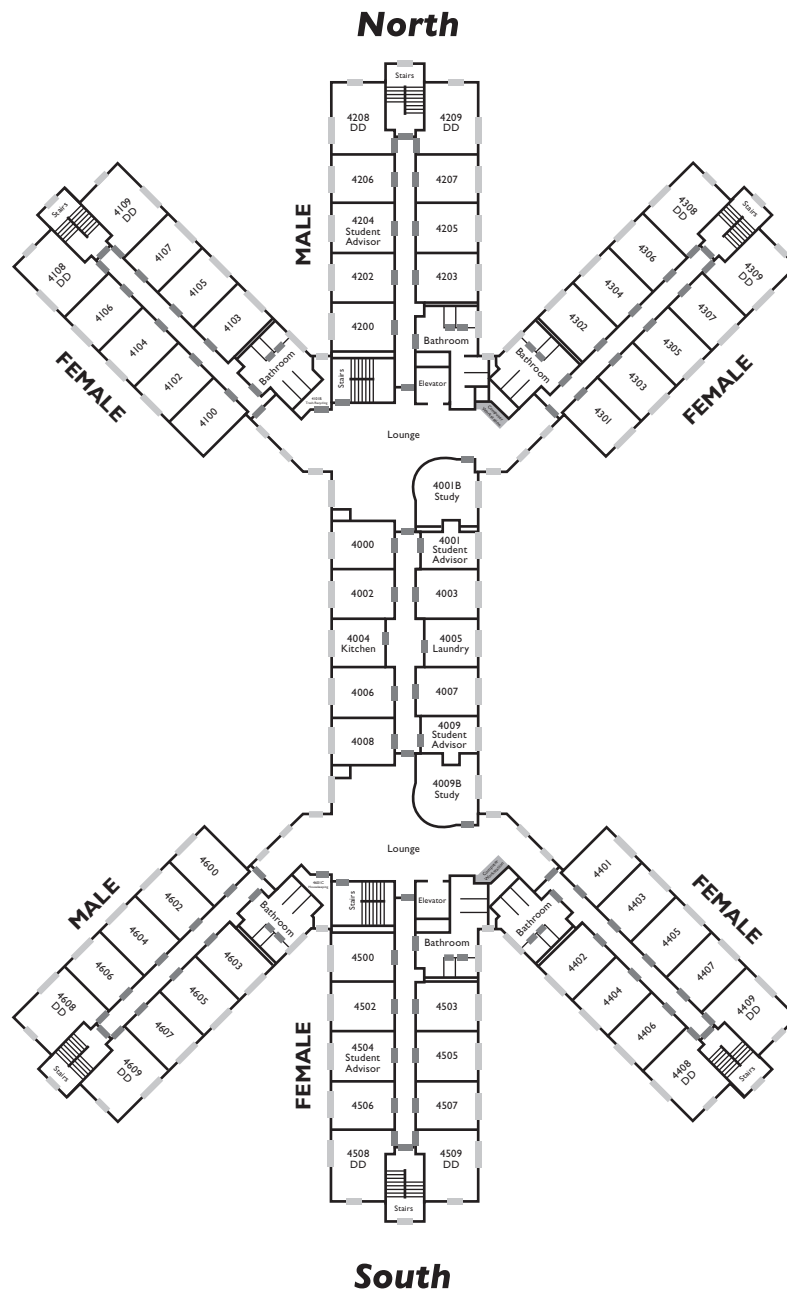 North
Stairs
4208
DD
4209
DD
4206
4207
4204
Student
Advisor
4205
MALE
4202
4203
4200
Bathroom
Stairs
Elevator
Stairs
4109
DD
4107
4105
4103
4108
DD
4106
4104
4102
4100
Bathroom
FEMALE
4308
DD
Stairs
4306
4304
4302
4309
DD
4307
4305
4303
4301
Bathroom
FEMALE
Lounge
4001B
Study
4000
4001
Student
Advisor
4002
4003
4004
Kitchen
4005
Laundry
4006
4007
4008
4009
Student
Advisor
4009B
Study
Lounge
MALE
4600
4602
4604
4606
4608
DD
4603
4605
4607
4609
DD
Bathroom
Stairs
FEMALE
4401
4403
4405
4407
4409
DD
4402
4404
4406
4408
DD
Bathroom
Stairs
Stairs
Elevator
Bathroom
4500
4502
4503
4504
Student
Advisor
4505
FEMALE
4506
4507
4508
DD
4509
DD
Stairs
South